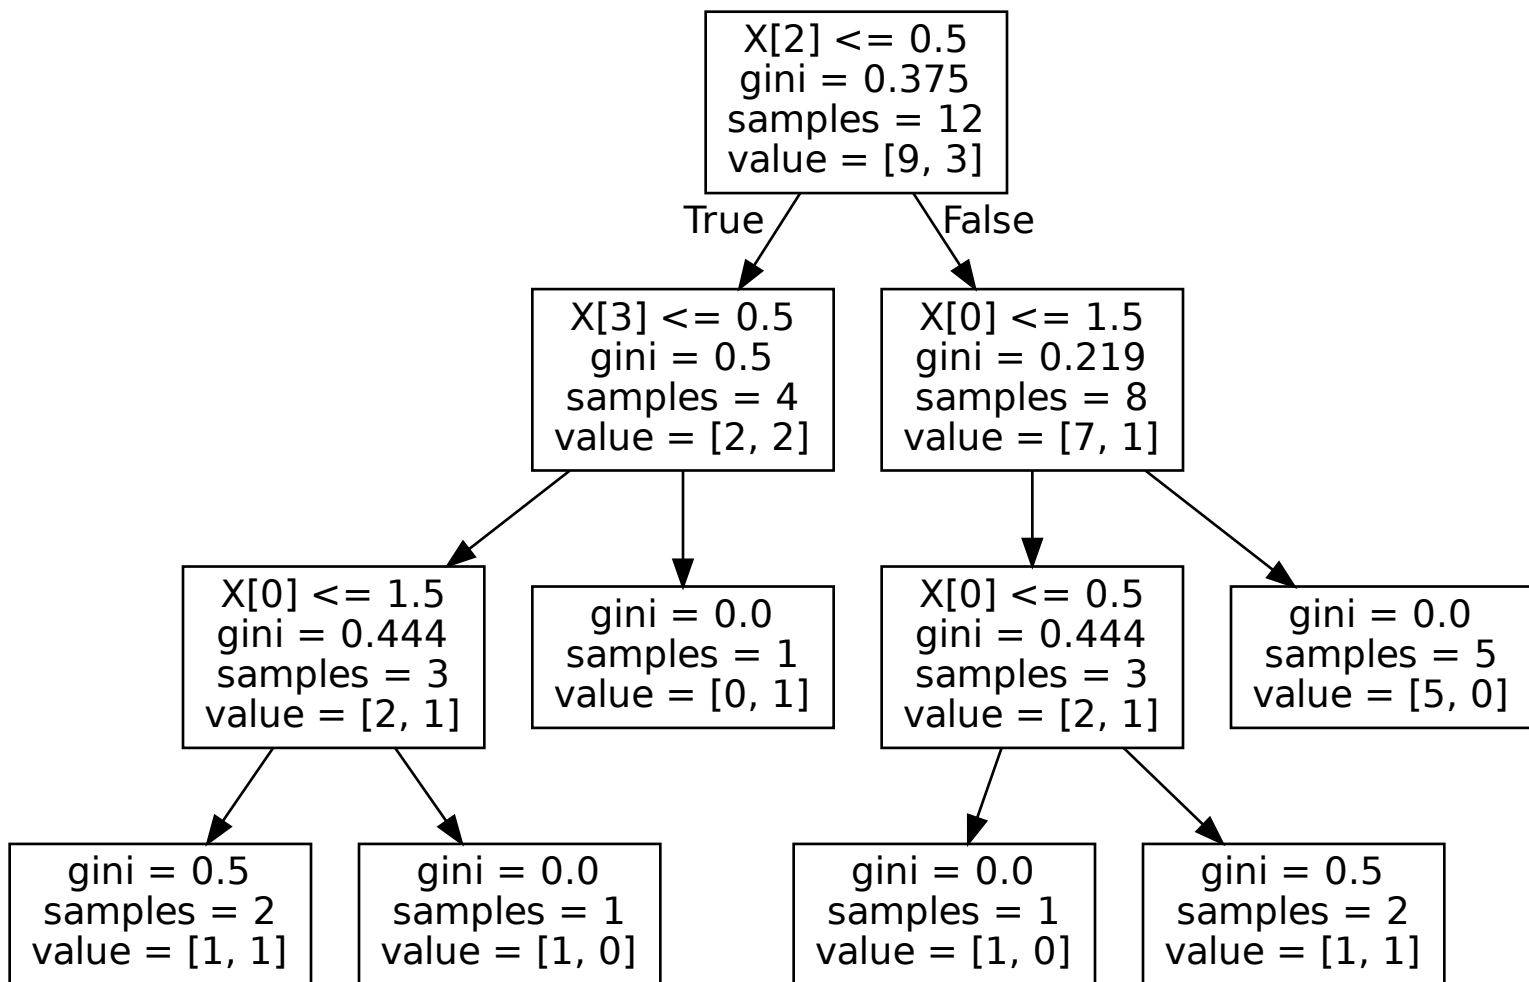 X[2] <= 0.5
gini = 0.375
samples = 12
value = [9, 3]
True
False
X[3] <= 0.5
gini = 0.5
samples = 4
value = [2, 2]
X[0] <= 1.5
gini = 0.219
samples = 8
value = [7, 1]
X[0] <= 1.5
gini = 0.444
samples = 3
value = [2, 1]
gini = 0.0
samples = 1
value = [0, 1]
X[0] <= 0.5
gini = 0.444
samples = 3
value = [2, 1]
gini = 0.0
samples = 5
value = [5, 0]
gini = 0.5
samples = 2
value = [1, 1]
gini = 0.0
samples = 1
value = [1, 0]
gini = 0.0
samples = 1
value = [1, 0]
gini = 0.5
samples = 2
value = [1, 1]